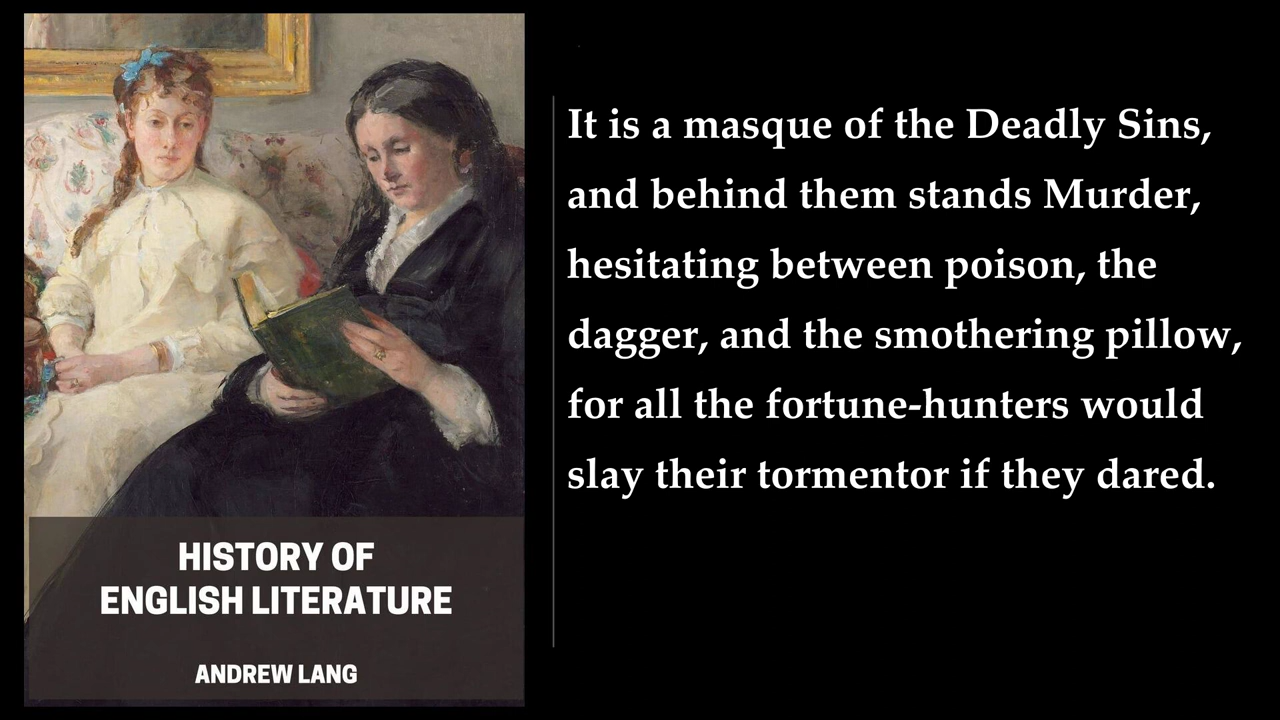 It is a masque of the Deadly Sins,
and behind them stands Murder,
hesitating between poison, the
dagger, and the smothering pillow,
for all the fortune-hunters would
slay their tormentor if they dared.
HISTORY OF
ENGLISH LITERATURE
ANDREW LANG